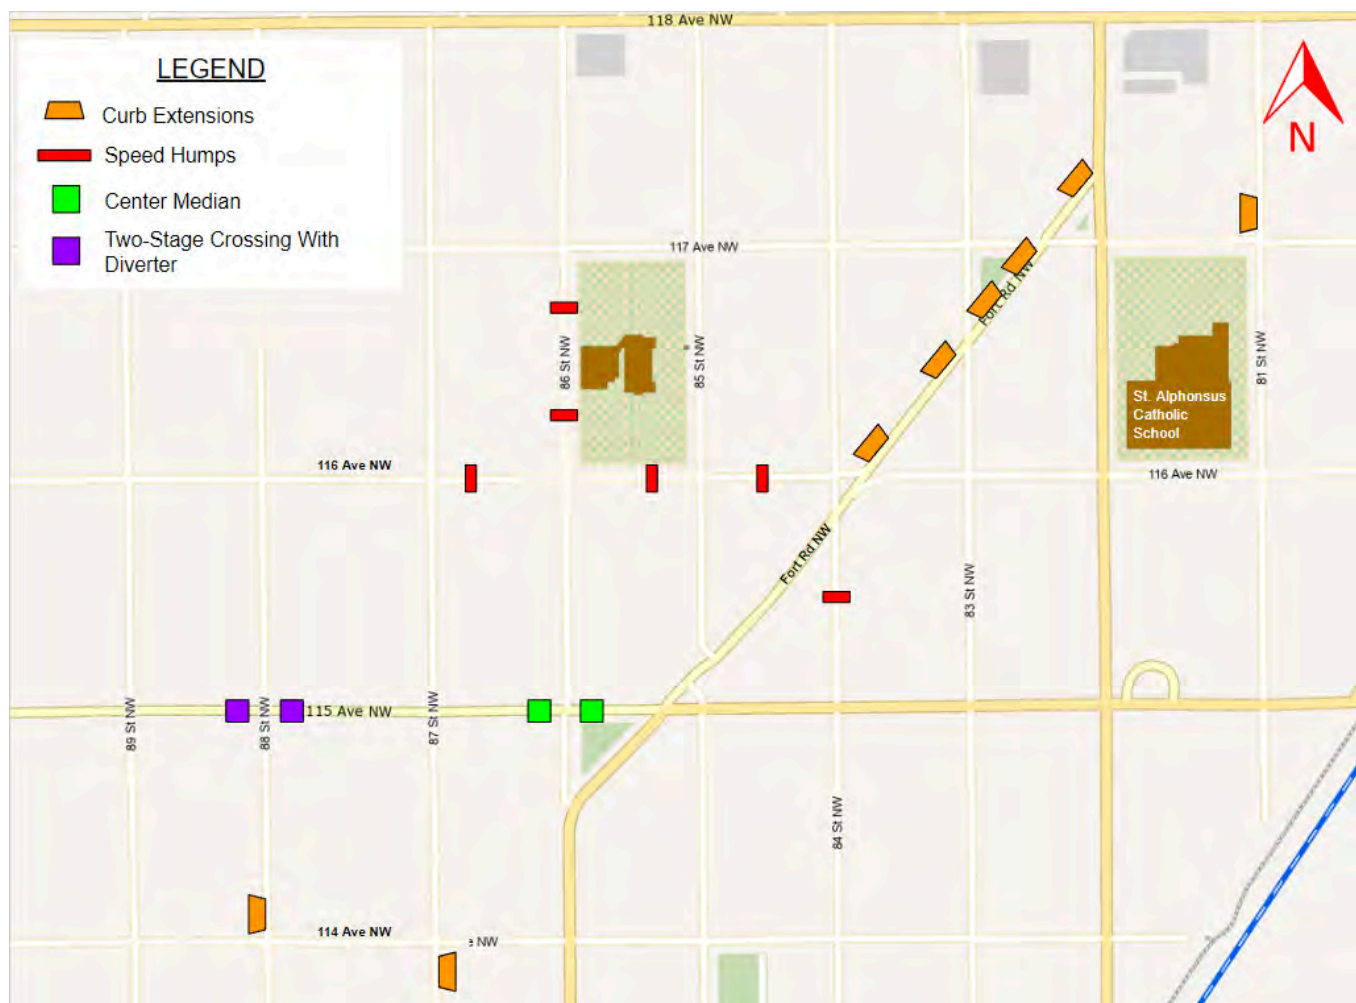 118 Ave NW
LEGEND
Curb Extensions
Speed Humps
Center Median
Two-Stage Crossing With
Diverter
N
117 Ave NW
Fort Rd NW
86 St NW
85 St NW
81 St NW
St. Alphonsus
Catholic
School
116 Ave NW
116 Ave NW
Fort Rd NW
83 St NW
89 St NW
88 St NW
115 Ave NW
87 St NW
84 St NW
114 Ave NW
NW